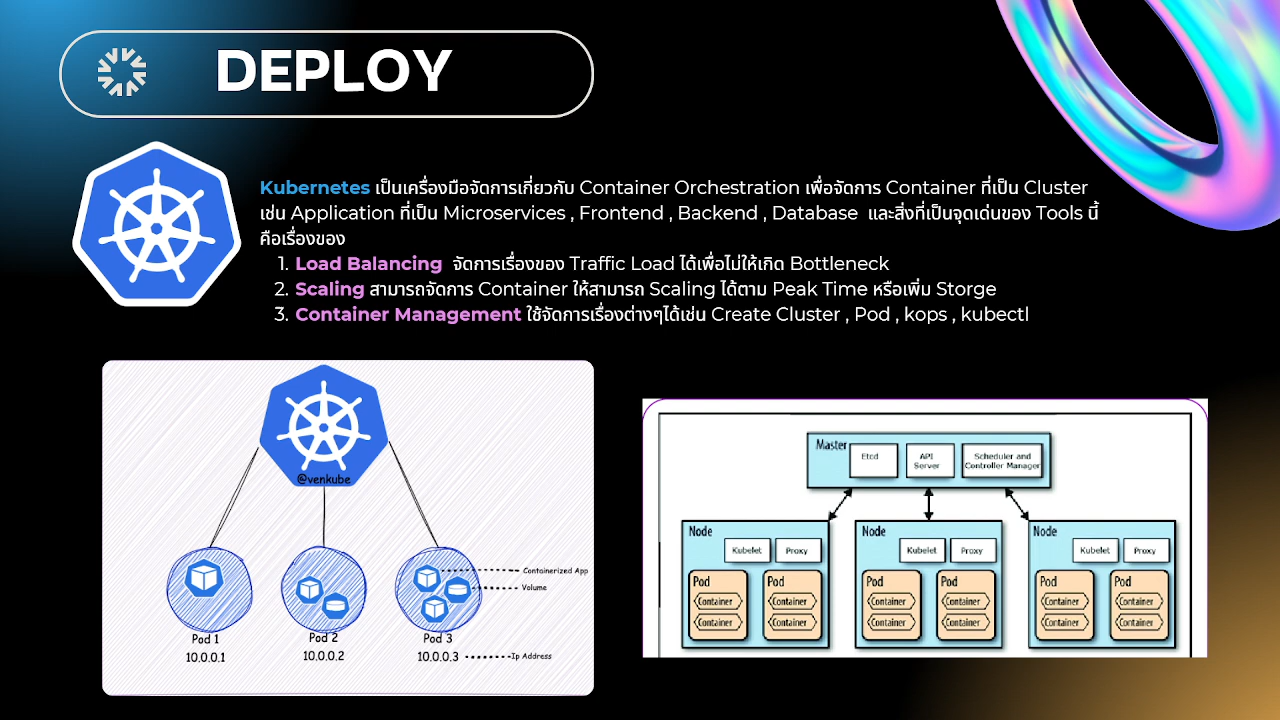 DEPLOY
Kubernetes เป็นเครื่องมือจัดการเกี่ยวกับ Container Orchestration เพื่อจัดการ Container ที่เป็น Cluster
เช่น Application ที่เป็น Microservices , Frontend , Backend , Database และสิ่งที่เป็นจุดเด่นของ Tools นี้
คือเรื่องของ
1. Load Balancing จัดการเรื่องของ Traffic Load ได้เพื่อไม่ให้เกิด Bottleneck
2. Scaling สามารถจัดการ Container ให้สามารถ Scaling ได้ตาม Peak Time หรือเพิ่ม Storge
3. Container Management ใช้จัดการเรื่องต่างๆได้เช่น Create Cluster , Pod , kops , kubectl
@venkube
Containerized App
Volume
Pod 1
Pod 2
Pod 3
10.0.0.1
10.0.0.2
10.0.0.3
Ip Address
Master
Etcd
API
Server
Scheduler and
Controller Manager
Node
Kubelet
Proxy
Pod
Container
Container
Pod
Container
Container
Node
Kubelet
Proxy
Pod
Container
Container
Pod
Container
Container
Node
Kubelet
Proxy
Pod
Container
Container
Pod
Container
Container